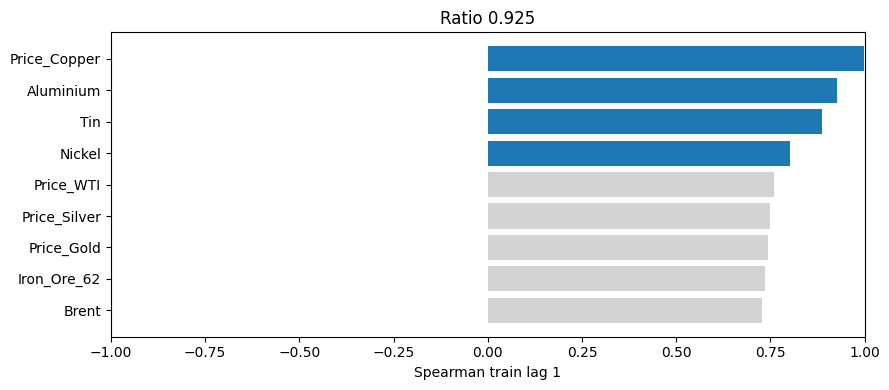 Ratio 0.925
Price_Copper
Aluminium
Tin
Nickel
Price_WTI
Price_Silver
Price_Gold
Iron_Ore_62
Brent
−1.00 −0.75 −0.50 −0.25 0.00 0.25 0.50 0.75 1.00
Spearman train lag 1